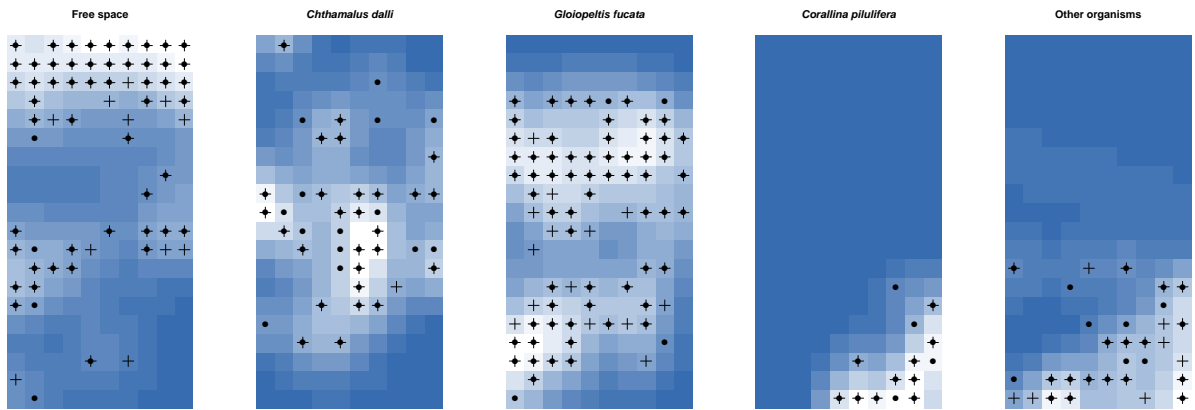 Free space
Chthamalus dalli
Gloiopeltis fucata
Corallina pilulifera
Other organisms